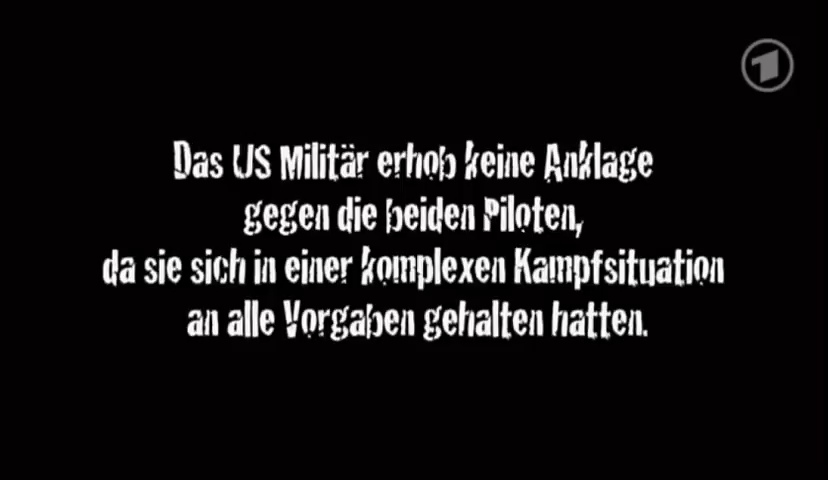 1
Das US Militär erhob keine Anklage
gegen die beiden Piloten,
da sie sich in einer komplexen Kampfsituation
an alle Vorgaben gehalten hatten.